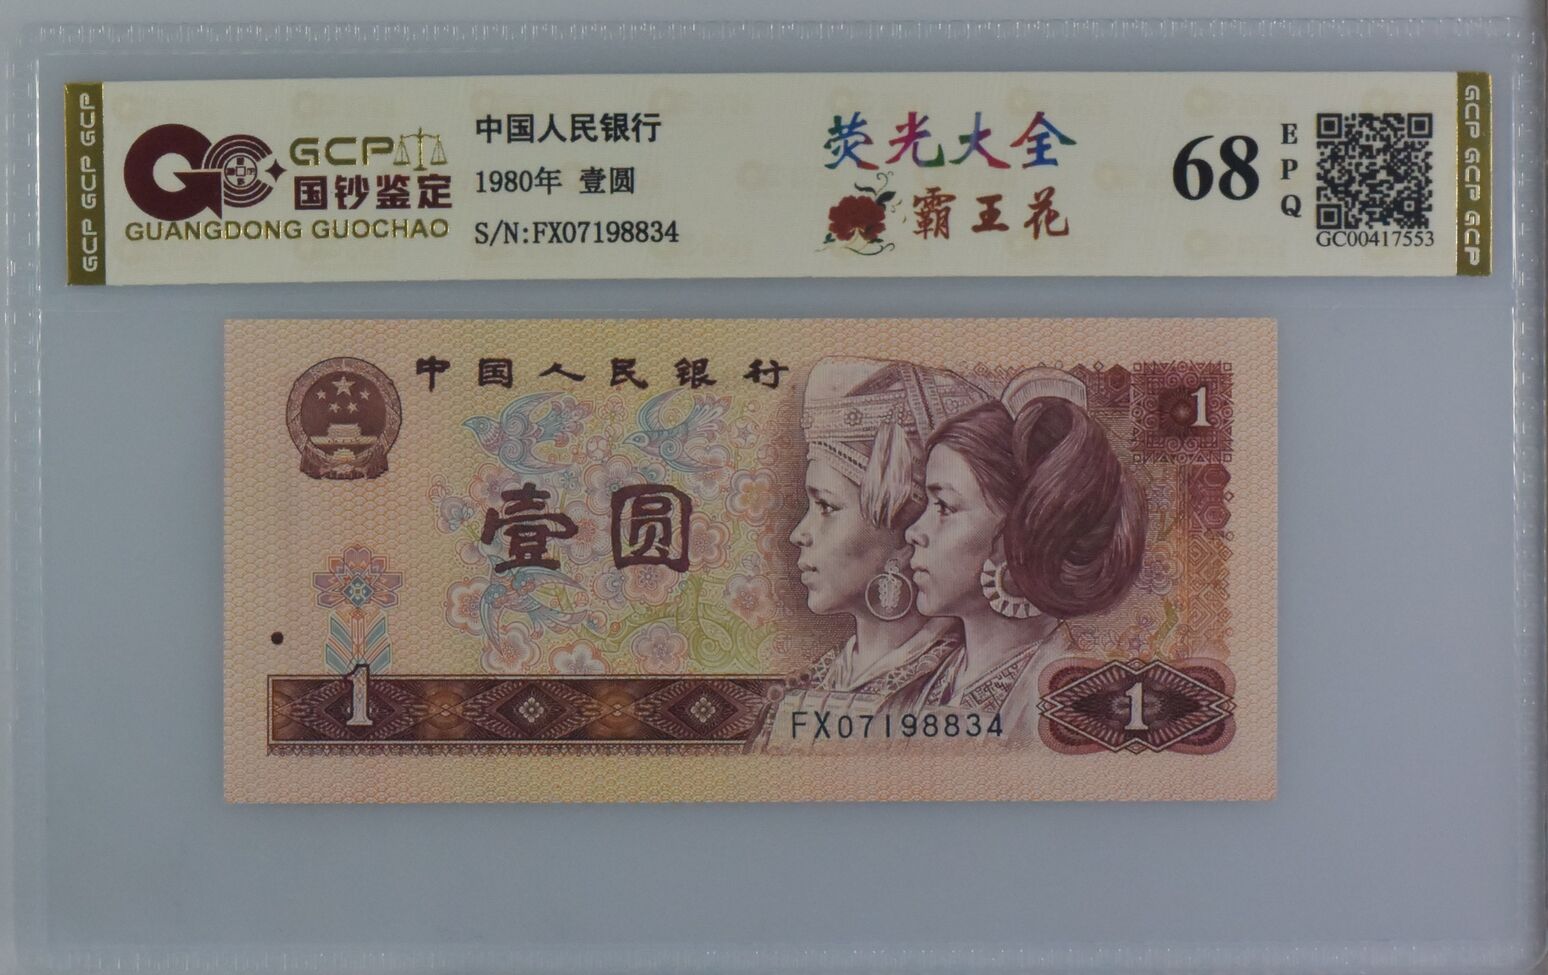 GCP GCP GCP
GCP
国钞鉴定
GUANGDONG GUOCHAO
中国人民银行
1980年 壹圆
S/N:FX07198834
荧光大全
霸王花
68
EPQ
GC00417553
GCP GCP GCP
中国人民银行
1
壹圆
1
FX07198834
1